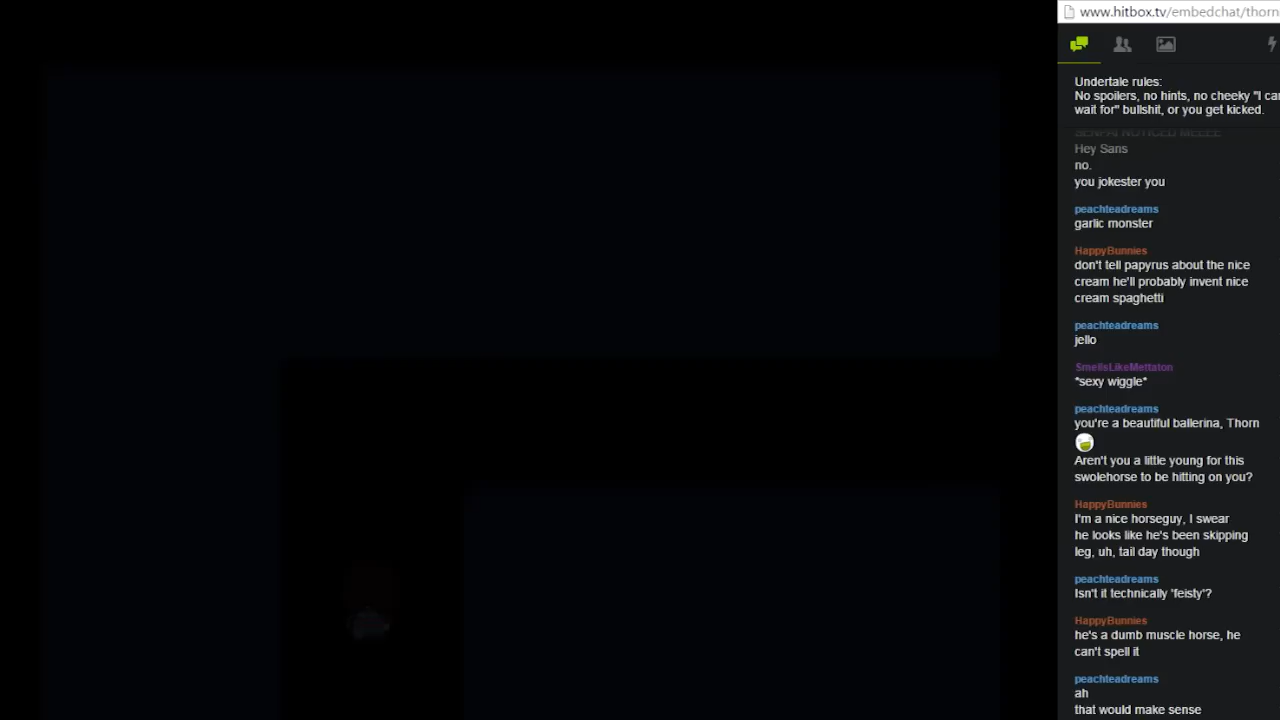 www.hitbox.tv/embedchat/thorn
Undertale rules:
No spoilers, no hints, no cheeky "I can
wait for" bullshit, or you get kicked.
SENPAI NOTICED MEEEE
Hey Sans
no.
you jokester you
peachteadreams
garlic monster
HappyBunnies
don't tell papyrus about the nice
cream he'll probably invent nice
cream spaghetti
peachteadreams
jello
SmellsLikeMettaton
*sexy wiggle*
peachteadreams
you're a beautiful ballerina, Thorn
Aren't you a little young for this
swolehorse to be hitting on you?
HappyBunnies
I'm a nice horseguy, I swear
he looks like he's been skipping
leg, uh, tail day though
peachteadreams
Isn't it technically 'feisty'?
HappyBunnies
he's a dumb muscle horse, he
can't spell it
peachteadreams
ah
that would make sense